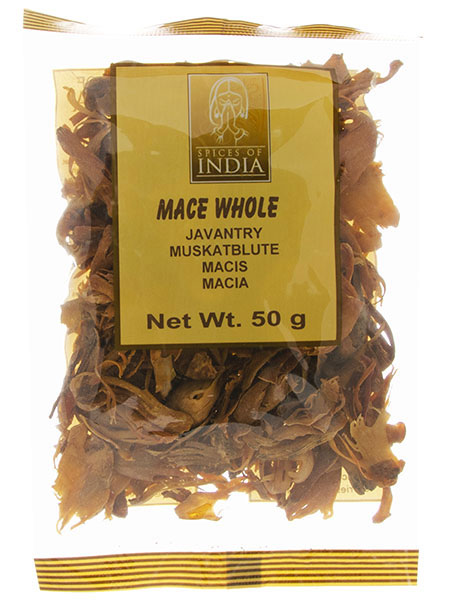 SPICES OF
INDIA
MACE WHOLE
JAVANTRY
MUSKATBLUTE
MACIS
MACIA
Net Wt. 50 g